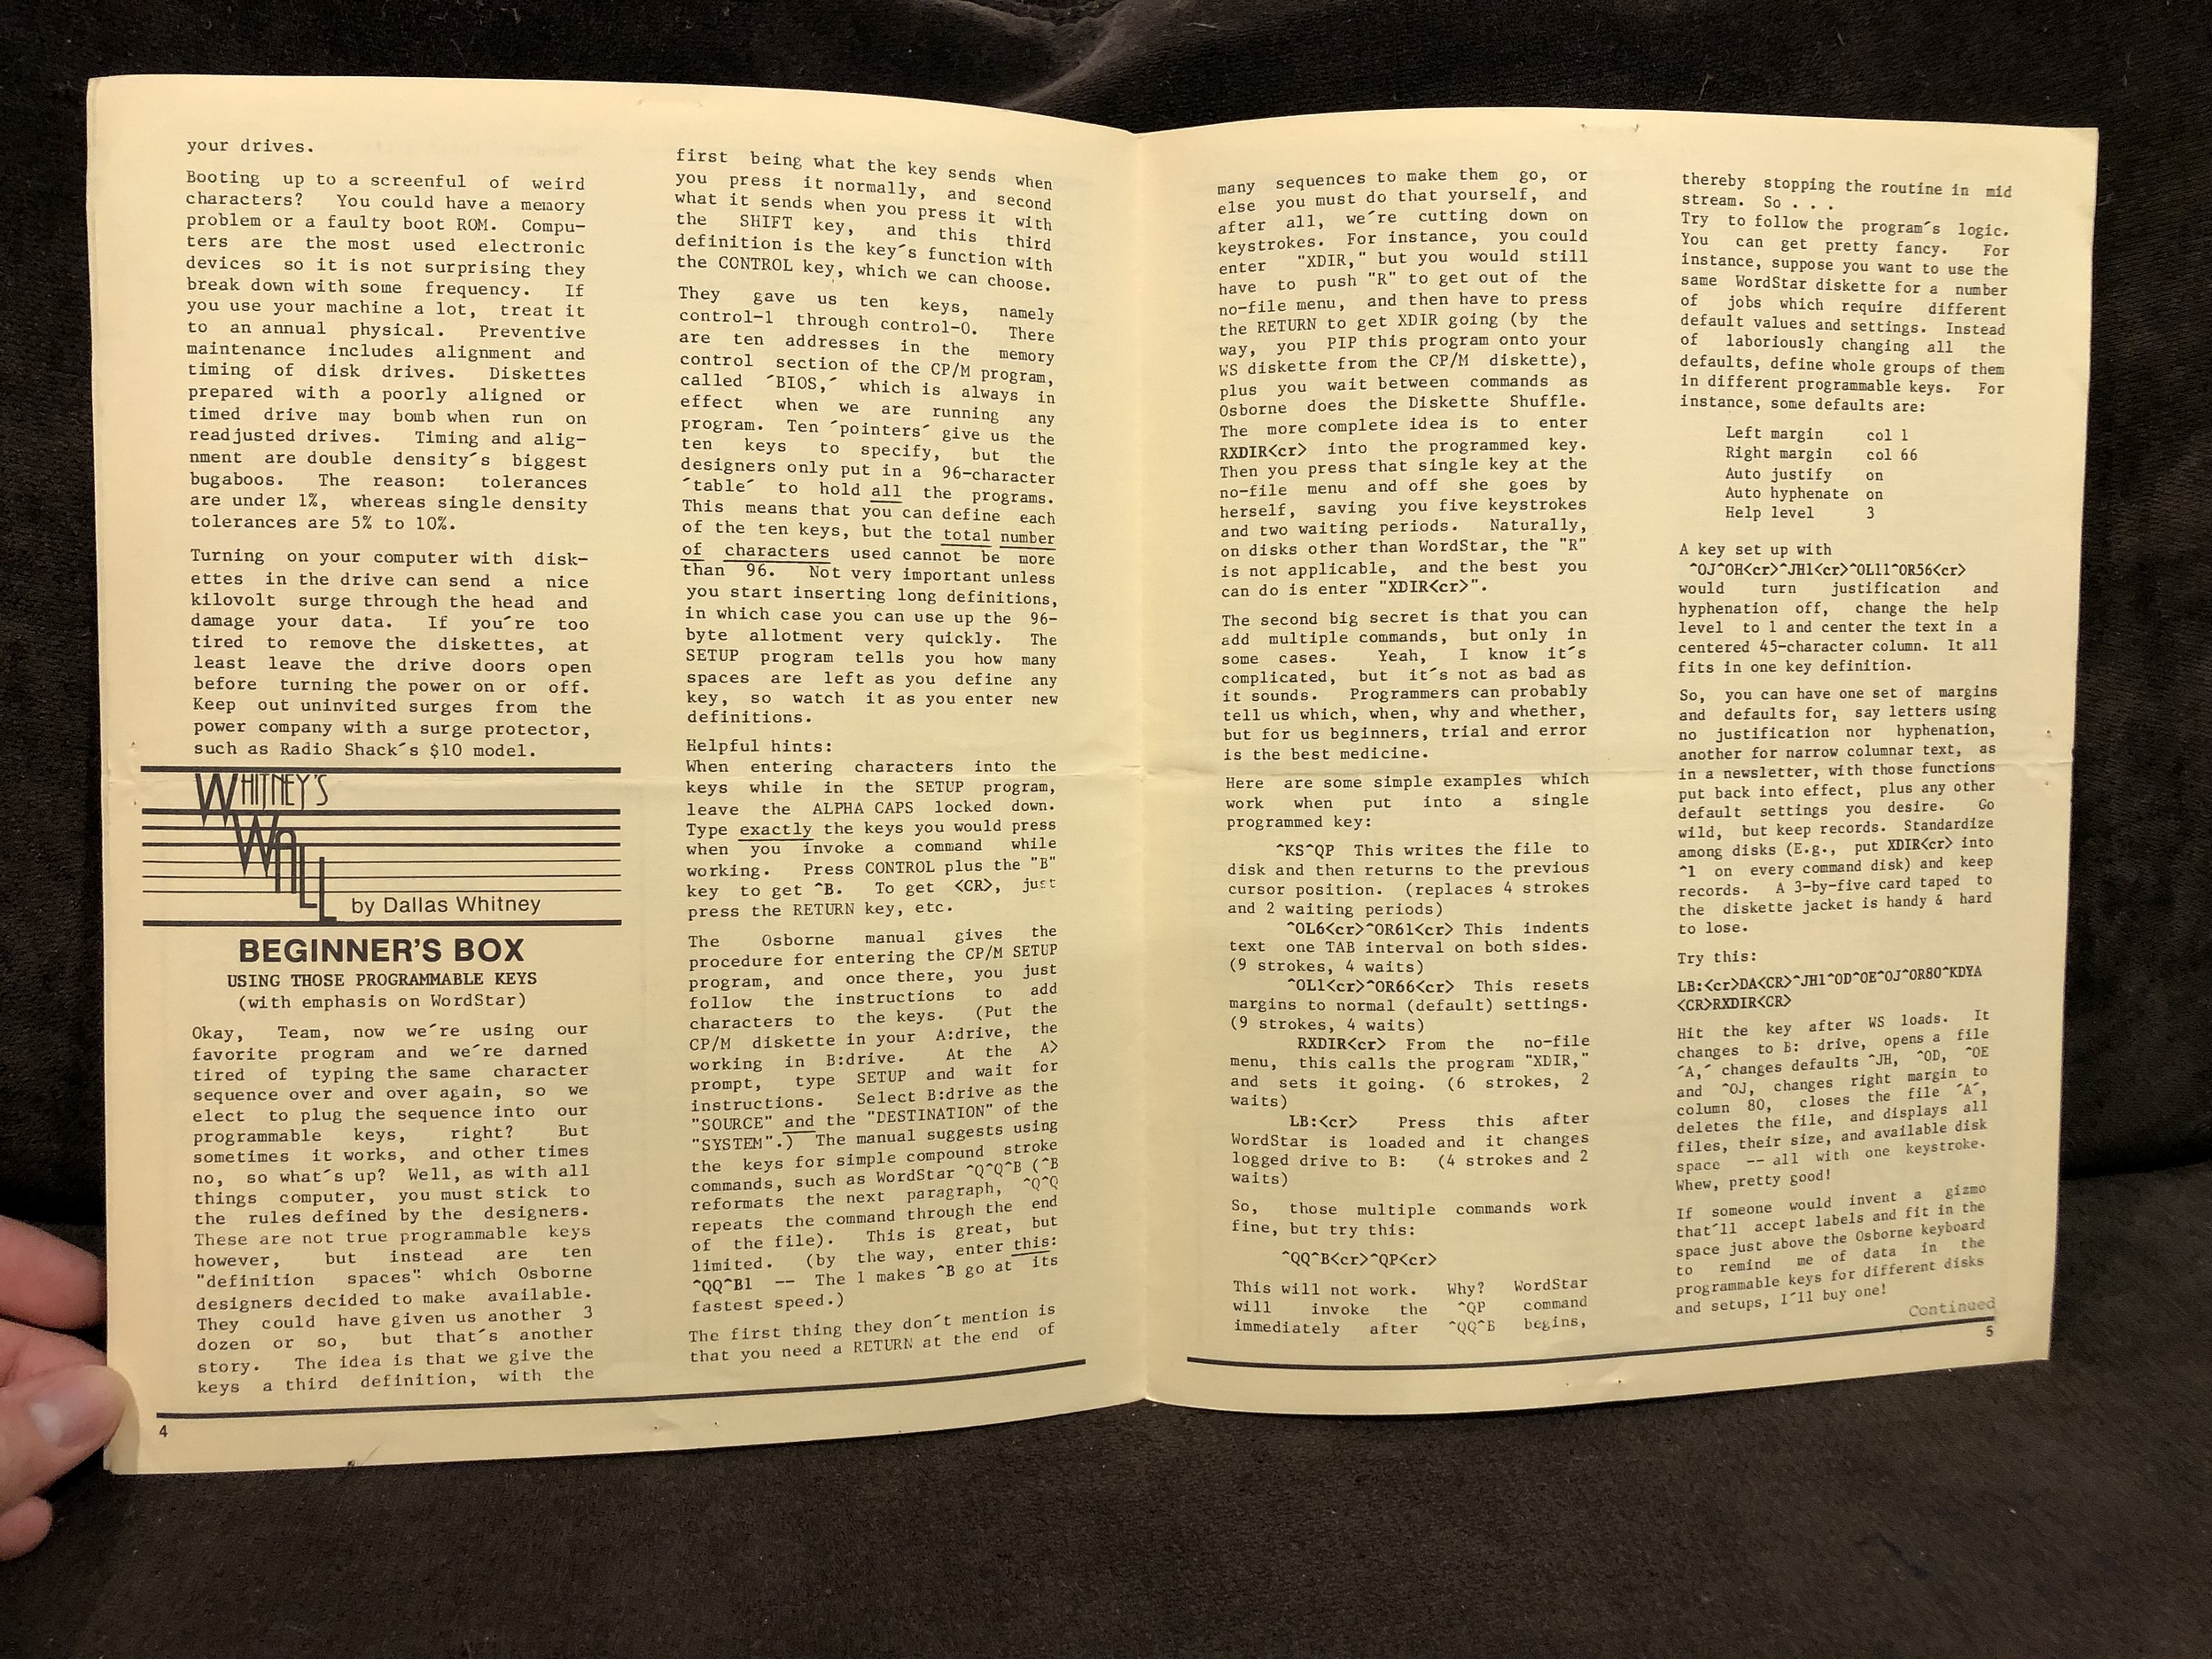 your drives.
Booting up to a screenful of weird
characters? You could have a memory
problem or a faulty boot ROM. Compu-
ters are the most used electronic
devices so it is not surprising they
break down with some frequency. If
you use your machine a lot, treat it
to an annual physical. Preventive
maintenance includes alignment and
timing of disk drives. Diskettes
prepared with a poorly aligned or
timed drive may bomb when run on
readjusted drives. Timing and alig-
nment are double density´s biggest
bugaboos. The reason: tolerances
are under 1%, whereas single density
tolerances are 5% to 10%.
Turning on your computer with disk-
ettes in the drive can send a nice
kilovolt surge through the head and
damage your data. If you´re too
tired to remove the diskettes, at
least leave the drive doors open
before turning the power on or off.
Keep out uninvited surges from the
power company with a surge protector,
such as Radio Shack´s $10 model.
WHITNEY'S
WALL
by Dallas Whitney
BEGINNER'S BOX
USING THOSE PROGRAMMABLE KEYS
(with emphasis on WordStar)
Okay, Team, now we´re using our
favorite program and we´re darned
tired of typing the same character
sequence over and over again, so we
elect to plug the sequence into our
programmable keys, right? But
sometimes it works, and other times
no, so what´s up? Well, as with all
things computer, you must stick to
the rules defined by the designers.
These are not true programmable keys
however, but instead are ten
"definition spaces" which Osborne
designers decided to make available.
They could have given us another 3
dozen or so, but that´s another
story. The idea is that we give the
keys a third definition, with the
4
first being what the key sends when
you press it normally, and second
what it sends when you press it with
the SHIFT key, and this third
definition is the key´s function with
the CONTROL key, which we can choose.
They gave us ten keys, namely
control-1 through control-0. There
are ten addresses in the memory
control section of the CP/M program,
called ´BIOS,´ which is always in
effect when we are running any
program. Ten ´pointers´ give us the
ten keys to specify, but the
designers only put in a 96-character
´table´ to hold all the programs.
This means that you can define each
of the ten keys, but the total number
of characters used cannot be more
than 96. Not very important unless
you start inserting long definitions,
in which case you can use up the 96-
byte allotment very quickly. The
SETUP program tells you how many
spaces are left as you define any
key, so watch it as you enter new
definitions.
Helpful hints:
When entering characters into the
keys while in the SETUP program,
leave the ALPHA CAPS locked down.
Type exactly the keys you would press
when you invoke a command while
working. Press CONTROL plus the "B"
key to get ^B. To get <CR>, just
press the RETURN key, etc.
The Osborne manual gives the
procedure for entering the CP/M SETUP
program, and once there, you just
follow the instructions to add
characters to the keys. (Put the
CP/M diskette in your A:drive, the
working in B:drive. At the A>
prompt, type SETUP and wait for
instructions. Select B:drive as the
"SOURCE" and the "DESTINATION" of the
"SYSTEM".) The manual suggests using
the keys for simple compound stroke
commands, such as WordStar ^Q^Q^B (^B
reformats the next paragraph, ^Q^Q
repeats the command through the end
of the file). This is great, but
limited. (by the way, enter this:
^QQ^B1 -- The 1 makes ^B go at its
fastest speed.)
The first thing they don´t mention is
that you need a RETURN at the end of
many sequences to make them go, or
else you must do that yourself, and
after all, we´re cutting down on
keystrokes. For instance, you could
enter "XDIR," but you would still
have to push "R" to get out of the
no-file menu, and then have to press
the RETURN to get XDIR going (by the
way, you PIP this program onto your
WS diskette from the CP/M diskette),
plus you wait between commands as
Osborne does the Diskette Shuffle.
The more complete idea is to enter
RXDIR<cr> into the programmed key.
Then you press that single key at the
no-file menu and off she goes by
herself, saving you five keystrokes
and two waiting periods. Naturally,
on disks other than WordStar, the "R"
is not applicable, and the best you
can do is enter "XDIR<cr>".
The second big secret is that you can
add multiple commands, but only in
some cases. Yeah, I know it´s
complicated, but it´s not as bad as
it sounds. Programmers can probably
tell us which, when, why and whether,
but for us beginners, trial and error
is the best medicine.
Here are some simple examples which
work when put into a single
programmed key:
^KS^QP This writes the file to
disk and then returns to the previous
cursor position. (replaces 4 strokes
and 2 waiting periods)
^OL6<cr>^OR61<cr> This indents
text one TAB interval on both sides.
(9 strokes, 4 waits)
^OL1<cr>^OR66<cr> This resets
margins to normal (default) settings.
(9 strokes, 4 waits)
RXDIR<cr> From the no-file
menu, this calls the program "XDIR,"
and sets it going. (6 strokes, 2
waits)
LB:<cr> Press this after
WordStar is loaded and it changes
logged drive to B: (4 strokes and 2
waits)
So, those multiple commands work
fine, but try this:
^QQ^B<cr>^QP<cr>
This will not work. Why? WordStar
will invoke the ^QP command
immediately after ^QQ^B begins,
thereby stopping the routine in mid
stream. So . . .
Try to follow the program´s logic.
You can get pretty fancy. For
instance, suppose you want to use the
same WordStar diskette for a number
of jobs which require different
default values and settings. Instead
of laboriously changing all the
defaults, define whole groups of them
in different programmable keys. For
instance, some defaults are:
Left margin col 1
Right margin col 66
Auto justify on
Auto hyphenate on
Help level 3
A key set up with
^OJ^OH<cr>^JH1<cr>^OL11^OR56<cr>
would turn justification and
hyphenation off, change the help
level to 1 and center the text in a
centered 45-character column. It all
fits in one key definition.
So, you can have one set of margins
and defaults for, say letters using
no justification nor hyphenation,
another for narrow columnar text, as
in a newsletter, with those functions
put back into effect, plus any other
default settings you desire. Go
wild, but keep records. Standardize
among disks (E.g., put XDIR<cr> into
^1 on every command disk) and keep
records. A 3-by-five card taped to
the diskette jacket is handy & hard
to lose.
Try this:
LB:<cr>DA<CR>^JH1^OD^OE^OJ^OR80^KDYA
<CR>RXDIR<CR>
Hit the key after WS loads. It
changes to B: drive, opens a file
´A,´ changes defaults ^JH, ^OD, ^OE
and ^OJ, changes right margin to
column 80, closes the file ´A´,
deletes the file, and displays all
files, their size, and available disk
space -- all with one keystroke.
Whew, pretty good!
If someone would invent a gizmo
that´ll accept labels and fit in the
space just above the Osborne keyboard
to remind me of data in the
programmable keys for different disks
and setups, I´ll buy one!
Continued
5